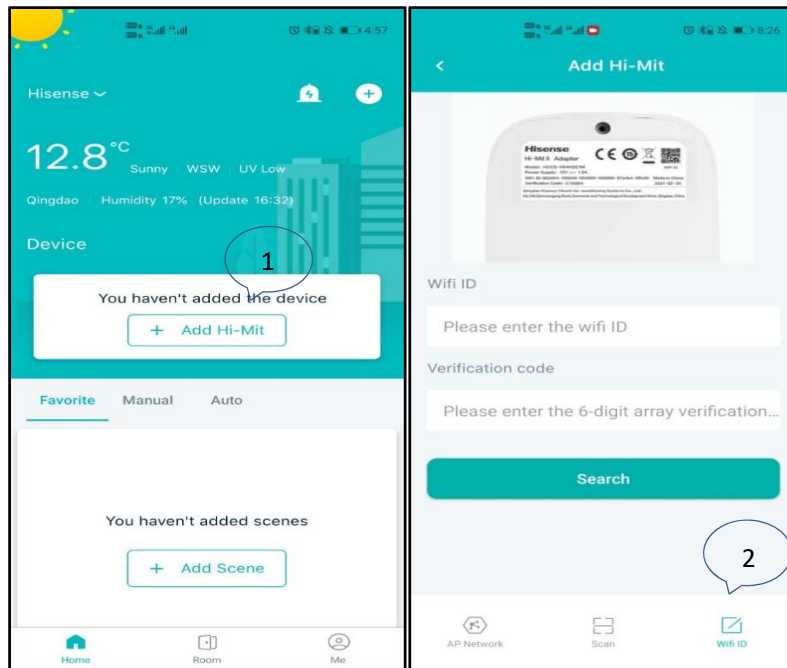 4:57
Hisense
12.8°C
Sunny WSW UV Low
Qingdao Humidity 17% (Update 16:32)
Device
1
You haven't added the device
+ Add Hi-Mit
Favorite Manual Auto
You haven't added scenes
+ Add Scene
Home Room Me
8:26
Add Hi-Mit
Hisense
Hi-Mit II Adapter
Wifi ID
Please enter the wifi ID
Verification code
Please enter the 6-digit array verification...
Search
2
AP Network Scan Wifi ID